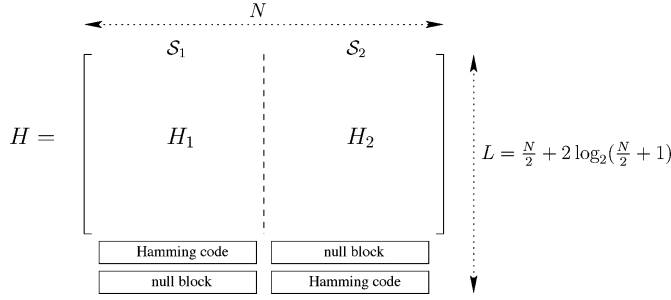 N
S₁ S₂
H = H₁ H₂ L = N/2 + 2 log₂(N/2 + 1)
Hamming code null block
null block Hamming code